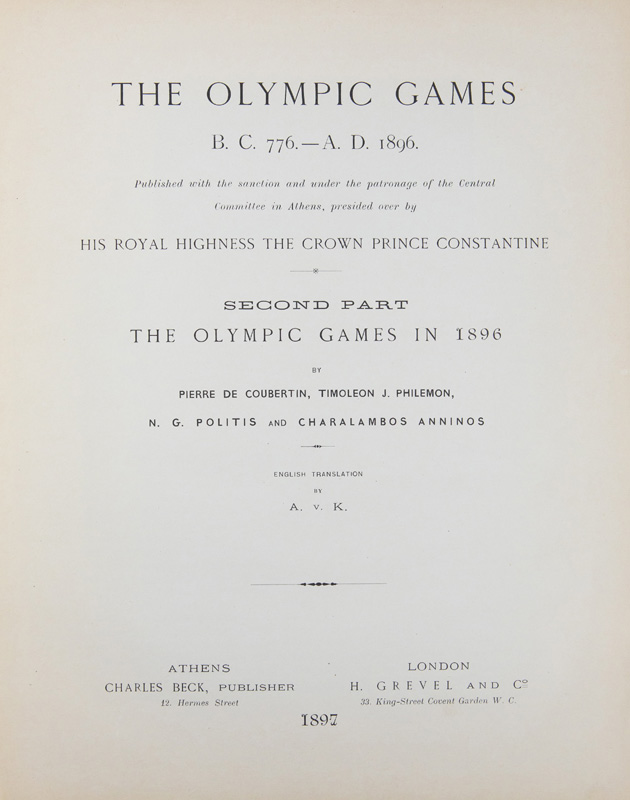 THE OLYMPIC GAMES
B. C. 776.—A. D. 1896.
Published with the sanction and under the patronage of the Central
Committee in Athens, presided over by
HIS ROYAL HIGHNESS THE CROWN PRINCE CONSTANTINE
SECOND PART
THE OLYMPIC GAMES IN 1896
BY
PIERRE DE COUBERTIN, TIMOLEON J. PHILEMON,
N. G. POLITIS AND CHARALAMBOS ANNINOS
ENGLISH TRANSLATION
BY
A. v. K.
ATHENS
CHARLES BECK, PUBLISHER
12. Hermes Street
LONDON
H. GREVEL AND Co
33. King-Street Covent Garden W. C.
1897